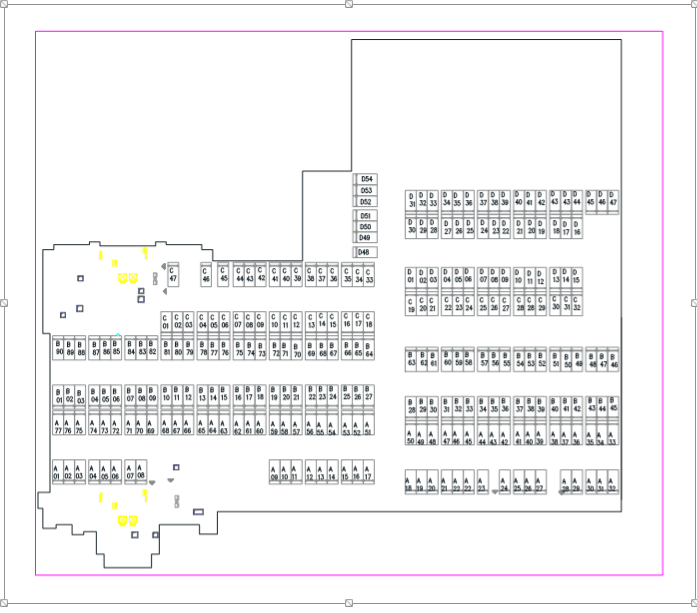 D54
D53
D52
D51
D50
D49
D48
D D D D D D D D D D D D D D D D D D
31 32 33 34 35 36 37 38 39 40 41 42 43 43 44 45 46 47
D D D D D D D D D D D D D D D
30 29 28 27 26 25 24 23 22 21 20 19 18 17 16
C C C C C C C C C C C C C C
47 46 45 44 43 42 41 40 39 38 37 36 35 34 33
D D D D D D D D D D D D D D D
01 02 03 04 05 06 07 08 09 10 11 12 13 14 15
C C C C C C C C C C C C C C C
19 20 21 22 23 24 25 26 27 28 28 29 30 31 32
C C C C C C C C C C C C C C C C C C
01 02 03 04 05 06 07 08 09 10 11 12 13 14 15 16 17 18
B B B B B B B B B B B B B B B B B B B B B B B B B B B
90 89 88 87 86 85 84 83 82 81 80 79 78 77 76 75 74 73 72 71 70 69 68 67 66 65 64
B B B B B B B B B B B B B B B B B B
63 62 61 60 59 58 57 56 55 54 53 52 51 50 49 48 47 46
B B B B B B B B B B B B B B B B B B B B B B B B B B B
01 02 03 04 05 06 07 08 09 10 11 12 13 14 15 16 17 18 19 20 21 22 23 24 25 26 27
B B B B B B B B B B B B B B B B B B
28 29 30 31 32 33 34 35 36 37 38 39 40 41 42 43 44 45
A A A A A A A A A A A A A A A A A A A A A A A A A A A
77 76 75 74 73 72 71 70 69 68 67 66 65 64 63 62 61 60 59 58 57 56 55 54 53 52 51
A A A A A A A A A A A A A A A A A A
50 49 48 47 46 45 44 43 42 41 40 39 38 37 36 35 34 33
A A A A A A A A
01 02 03 04 05 06 07 08
A A A A A A A A A
09 10 11 12 13 14 15 16 17
A A A A A A A A A A A A A A A A
18 19 20 21 22 22 23 24 25 26 27 28 29 30 31 32